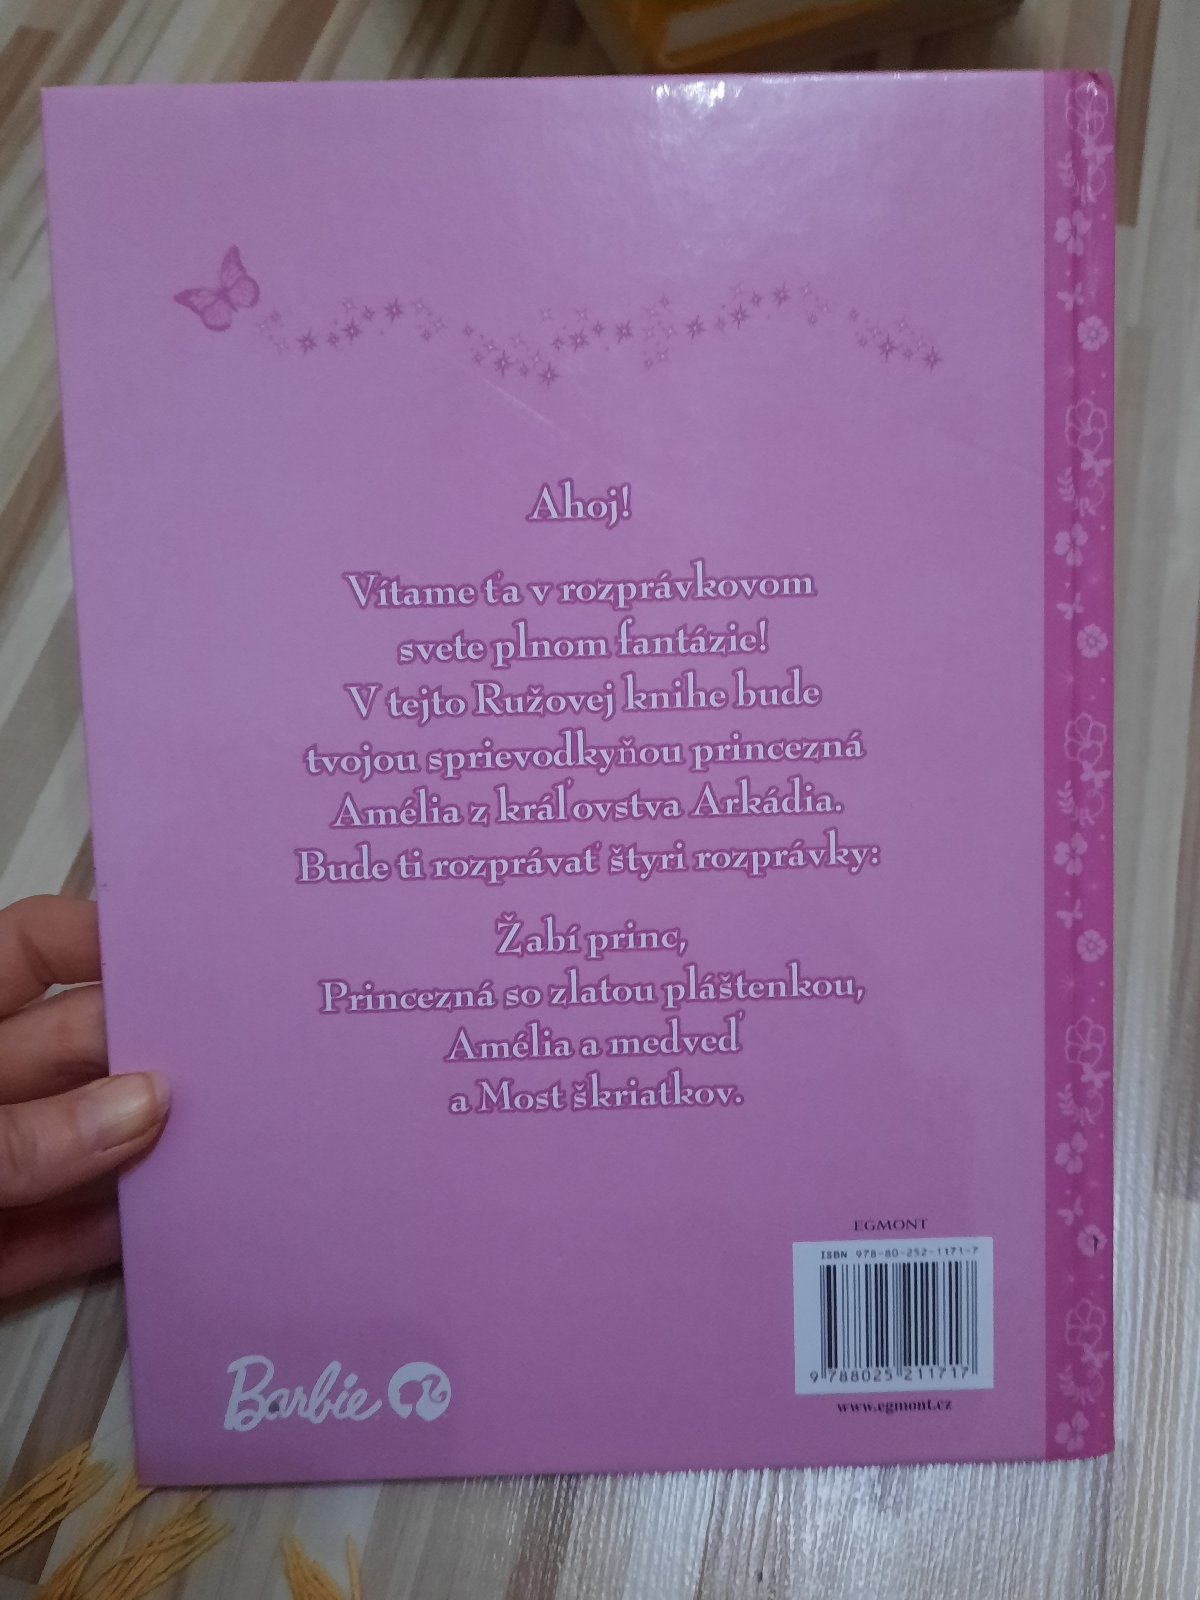 Ahoj!
Vítame ťa v rozprávkovom
svete plnom fantázie!
V tejto Ružovej knihe bude
tvojou sprievodkyňou princezná
Amélia z kráľovstva Arkádia.
Bude ti rozprávať štyri rozprávky:
Žabí princ,
Princezná so zlatou pláštenkou,
Amélia a medveď
a Most škriatkov.
EGMONT
ISBN 978-80-252-1171-7
9 788025 211717
www.egmont.cz
Barbie